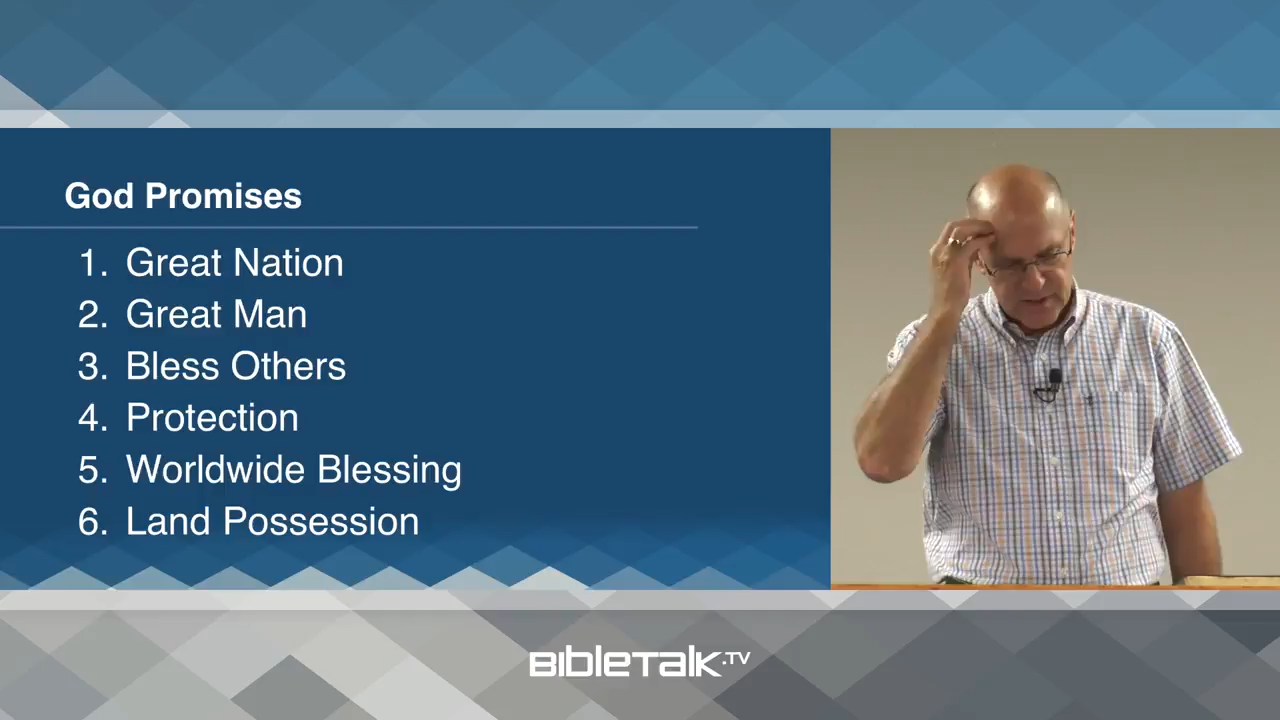 God Promises
1. Great Nation
2. Great Man
3. Bless Others
4. Protection
5. Worldwide Blessing
6. Land Possession
BIBLETALK.TV